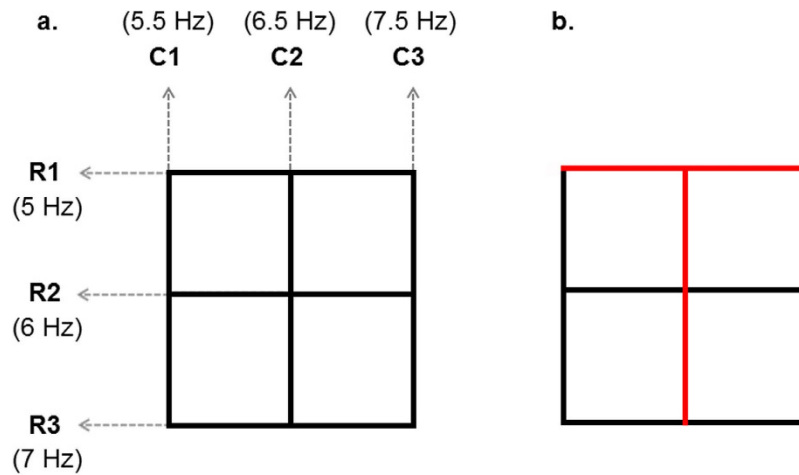 a. (5.5 Hz) (6.5 Hz) (7.5 Hz) b.
C1 C2 C3
R1
(5 Hz)
R2
(6 Hz)
R3
(7 Hz)